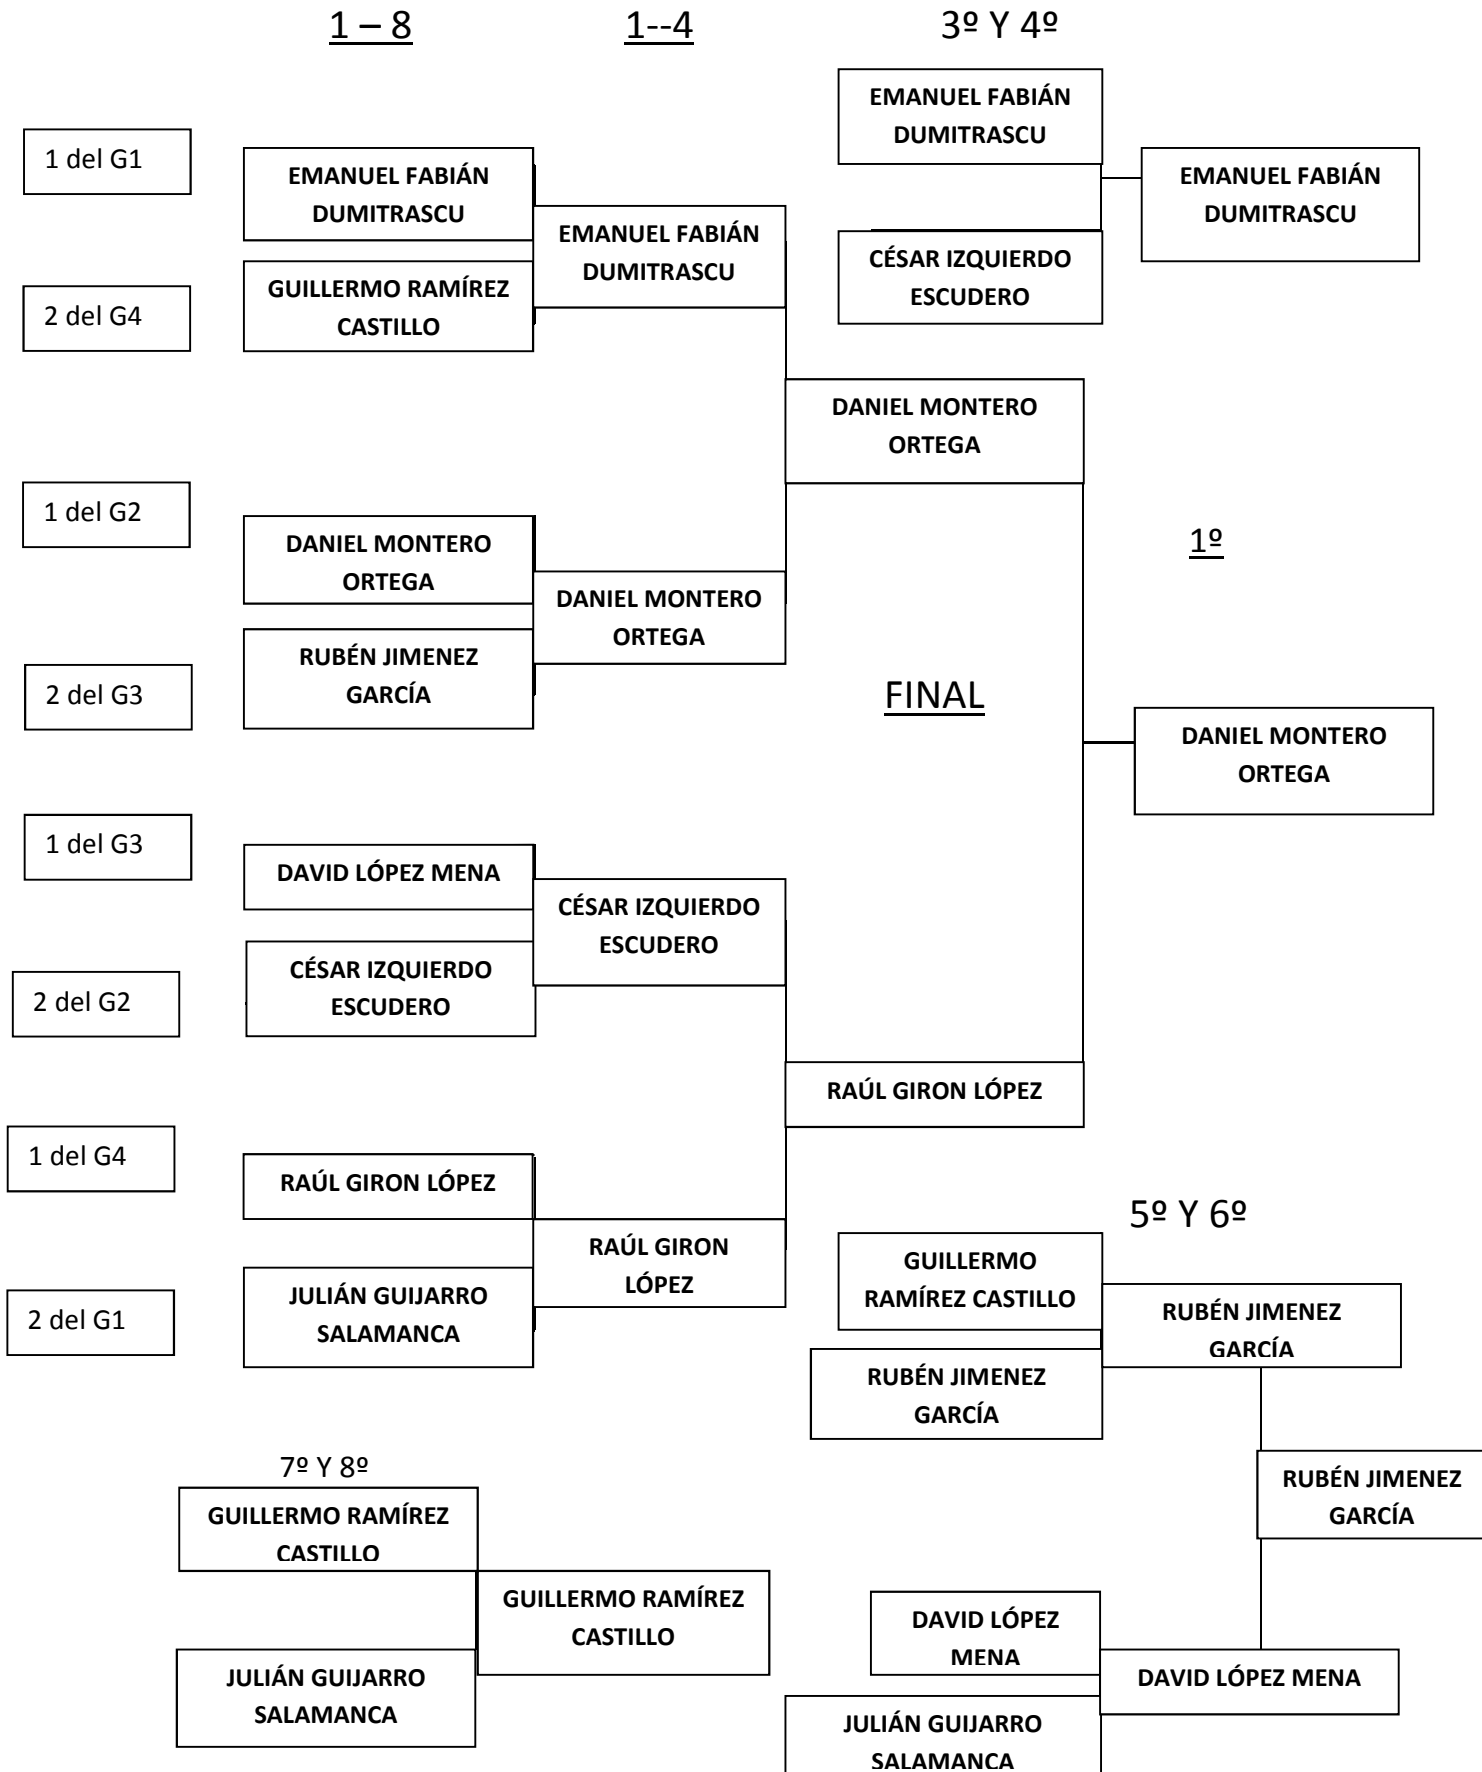 1 – 8
1--4
3º Y 4º
EMANUEL FABIÁN
DUMITRASCU
1 del G1
EMANUEL FABIÁN
DUMITRASCU
EMANUEL FABIÁN
DUMITRASCU
EMANUEL FABIÁN
DUMITRASCU
CÉSAR IZQUIERDO
ESCUDERO
2 del G4
GUILLERMO RAMÍREZ
CASTILLO
DANIEL MONTERO
ORTEGA
1 del G2
DANIEL MONTERO
ORTEGA
1º
DANIEL MONTERO
ORTEGA
2 del G3
RUBÉN JIMENEZ
GARCÍA
FINAL
DANIEL MONTERO
ORTEGA
1 del G3
DAVID LÓPEZ MENA
CÉSAR IZQUIERDO
ESCUDERO
2 del G2
CÉSAR IZQUIERDO
ESCUDERO
RAÚL GIRON LÓPEZ
1 del G4
RAÚL GIRON LÓPEZ
5º Y 6º
RAÚL GIRON
LÓPEZ
GUILLERMO
RAMÍREZ CASTILLO
2 del G1
JULIÁN GUIJARRO
SALAMANCA
RUBÉN JIMENEZ
GARCÍA
RUBÉN JIMENEZ
GARCÍA
7º Y 8º
RUBÉN JIMENEZ
GARCÍA
GUILLERMO RAMÍREZ
CASTILLO
GUILLERMO RAMÍREZ
CASTILLO
DAVID LÓPEZ
MENA
JULIÁN GUIJARRO
SALAMANCA
DAVID LÓPEZ MENA
JULIÁN GUIJARRO
SALAMANCA